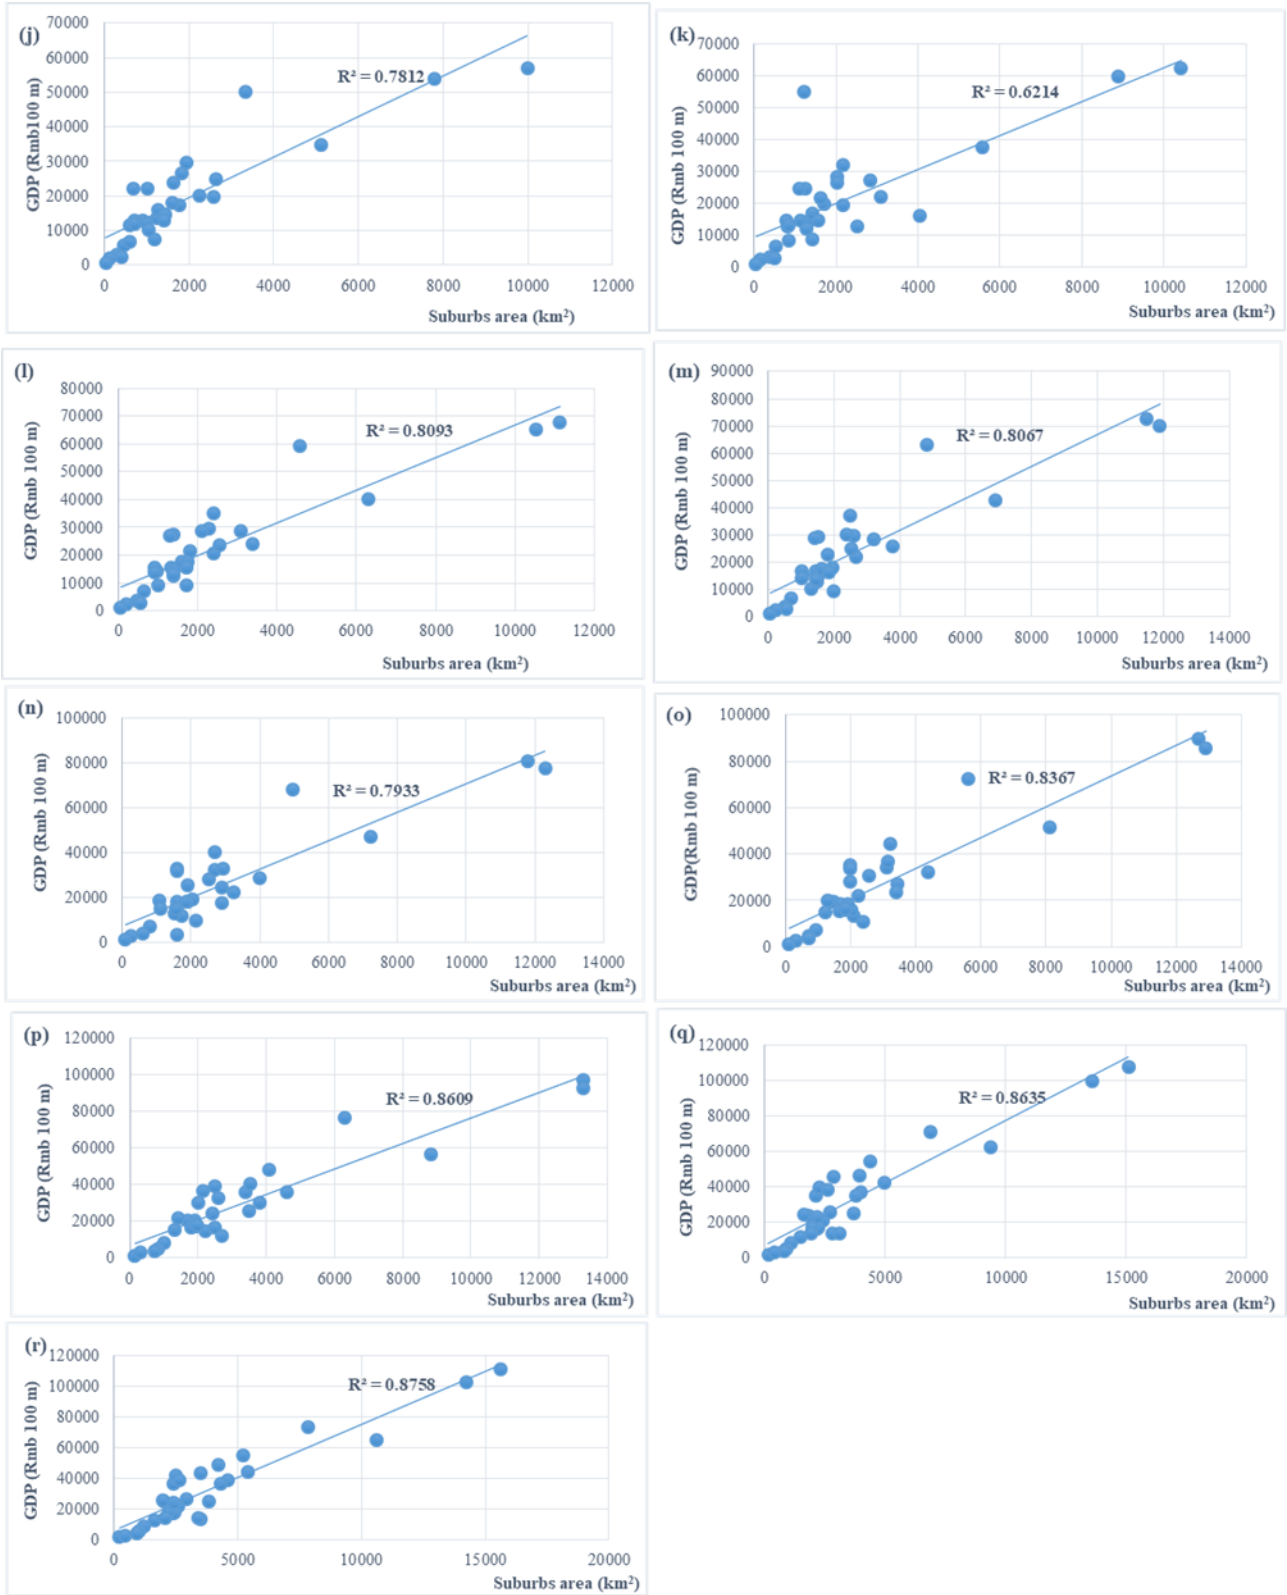 (j)
70000
60000
50000
40000
30000
20000
10000
0
GDP (Rmb100 m)
R² = 0.7812
0 2000 4000 6000 8000 10000 12000
Suburbs area (km²)
(k)
70000
60000
50000
40000
30000
20000
10000
0
GDP (Rmb 100 m)
R² = 0.6214
0 2000 4000 6000 8000 10000 12000
Suburbs area (km²)
(l)
80000
70000
60000
50000
40000
30000
20000
10000
0
GDP (Rmb 100 m)
R² = 0.8093
0 2000 4000 6000 8000 10000 12000
Suburbs area (km²)
(m)
90000
80000
70000
60000
50000
40000
30000
20000
10000
0
GDP (Rmb 100 m)
R² = 0.8067
0 2000 4000 6000 8000 10000 12000 14000
Suburbs area (km²)
(n)
100000
80000
60000
40000
20000
0
GDP (Rmb 100 m)
R² = 0.7933
0 2000 4000 6000 8000 10000 12000 14000
Suburbs area (km²)
(o)
100000
80000
60000
40000
20000
0
GDP(Rmb 100 m)
R² = 0.8367
0 2000 4000 6000 8000 10000 12000 14000
Suburbs area (km²)
(p)
120000
100000
80000
60000
40000
20000
0
GDP (Rmb 100 m)
R² = 0.8609
0 2000 4000 6000 8000 10000 12000 14000
Suburbs area (km²)
(q)
120000
100000
80000
60000
40000
20000
0
GDP (Rmb 100 m)
R² = 0.8635
0 5000 10000 15000 20000
Suburbs area (km²)
(r)
120000
100000
80000
60000
40000
20000
0
GDP (Rmb 100 m)
R² = 0.8758
0 5000 10000 15000 20000
Suburbs area (km²)